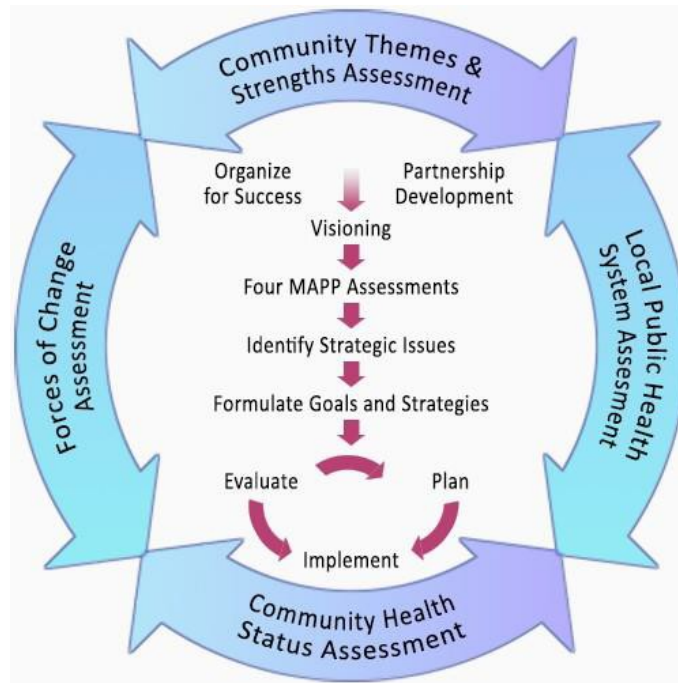 Community Themes &
Strengths Assessment
Organize
for Success
Partnership
Development
Visioning
Four MAPP Assessments
Identify Strategic Issues
Formulate Goals and Strategies
Evaluate
Plan
Implement
Forces of Change
Assessment
Local Public Health
System Assesment
Community Health
Status Assessment